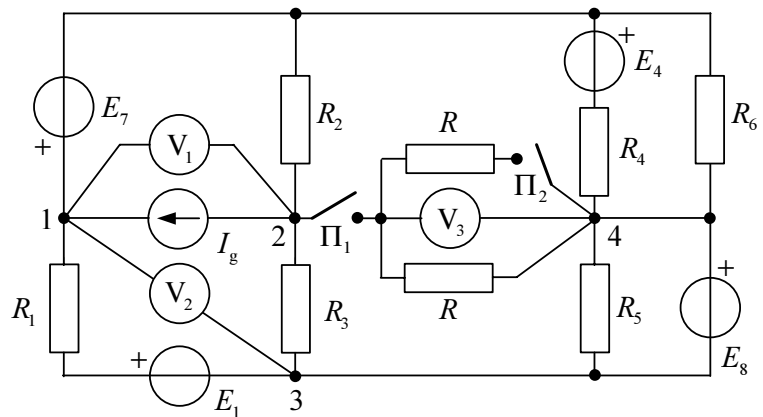 +
E₄
E₇
R₂
R
R₆
+
V₁
R₄
Π₂
1
2
Π₁
V₃
4
I_g
+
R₁
V₂
R₃
R
R₅
+
E₈
E₁
3